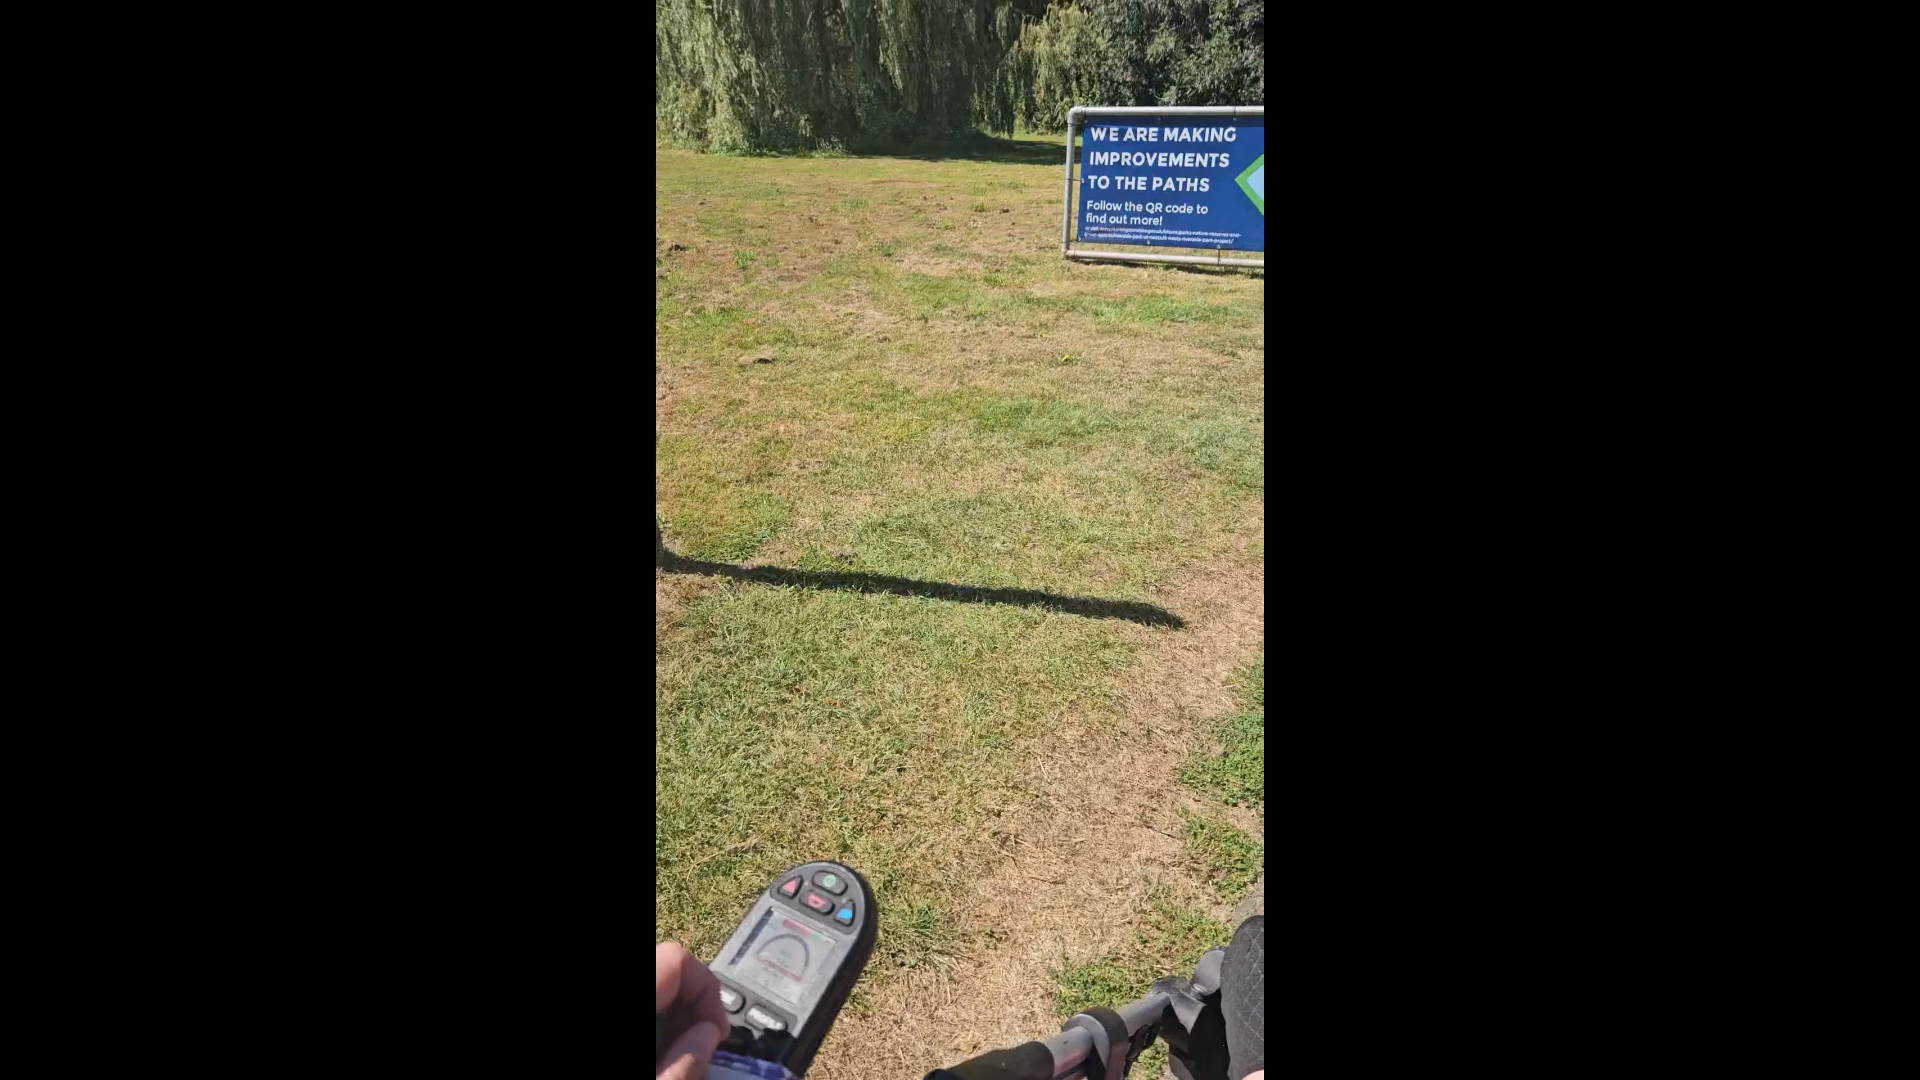 WE ARE MAKING
IMPROVEMENTS
TO THE PATHS
Follow the QR code to
find out more!